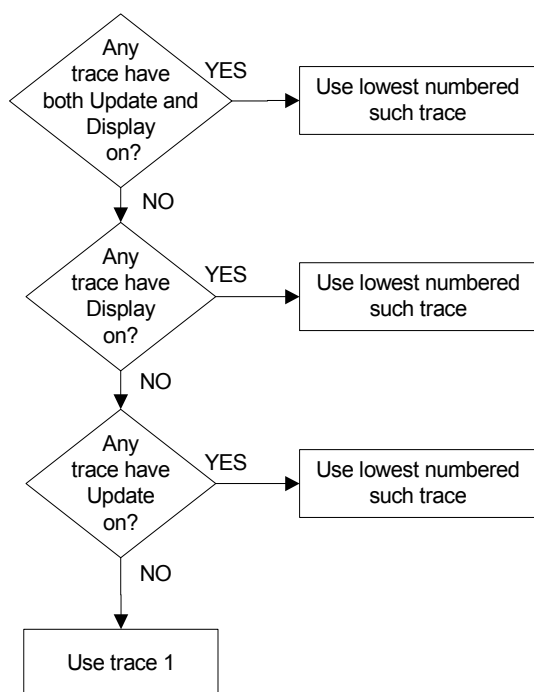 Any
trace have
both Update and
Display
on?
YES
Use lowest numbered
such trace
NO
Any
trace have
Display
on?
YES
Use lowest numbered
such trace
NO
Any
trace have
Update
on?
YES
Use lowest numbered
such trace
NO
Use trace 1